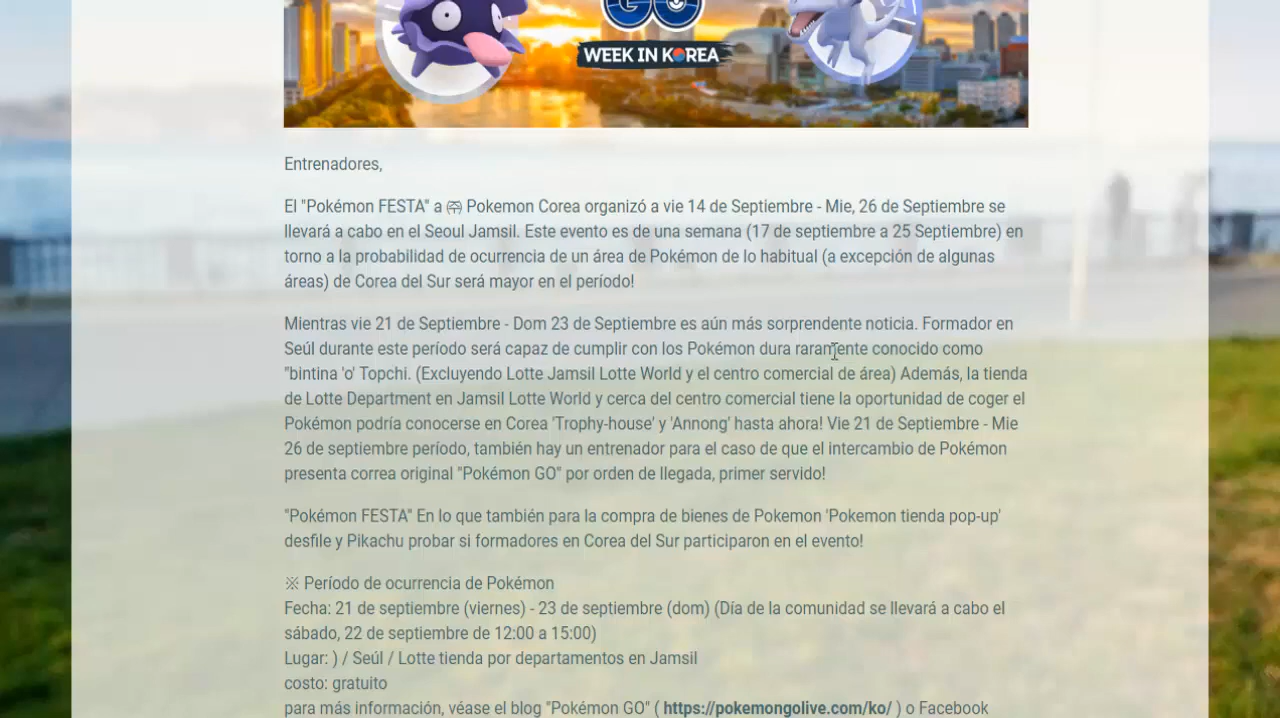 GO
WEEK IN KOREA
Entrenadores,
El "Pokémon FESTA" a Pokemon Corea organizó a vie 14 de Septiembre - Mie, 26 de Septiembre se
llevará a cabo en el Seoul Jamsil. Este evento es de una semana (17 de septiembre a 25 Septiembre) en
torno a la probabilidad de ocurrencia de un área de Pokémon de lo habitual (a excepción de algunas
áreas) de Corea del Sur será mayor en el período!
Mientras vie 21 de Septiembre - Dom 23 de Septiembre es aún más sorprendente noticia. Formador en
Seúl durante este período será capaz de cumplir con los Pokémon dura raramente conocido como
"bintina 'o' Topchi. (Excluyendo Lotte Jamsil Lotte World y el centro comercial de área) Además, la tienda
de Lotte Department en Jamsil Lotte World y cerca del centro comercial tiene la oportunidad de coger el
Pokémon podría conocerse en Corea 'Trophy-house' y 'Annong' hasta ahora! Vie 21 de Septiembre - Mie
26 de septiembre período, también hay un entrenador para el caso de que el intercambio de Pokémon
presenta correa original "Pokémon GO" por orden de llegada, primer servido!
"Pokémon FESTA" En lo que también para la compra de bienes de Pokemon 'Pokemon tienda pop-up'
desfile y Pikachu probar si formadores en Corea del Sur participaron en el evento!
※ Período de ocurrencia de Pokémon
Fecha: 21 de septiembre (viernes) - 23 de septiembre (dom) (Día de la comunidad se llevará a cabo el
sábado, 22 de septiembre de 12:00 a 15:00)
Lugar: ) / Seúl / Lotte tienda por departamentos en Jamsil
costo: gratuito
para más información, véase el blog "Pokémon GO" ( https://pokemongolive.com/ko/ ) o Facebook